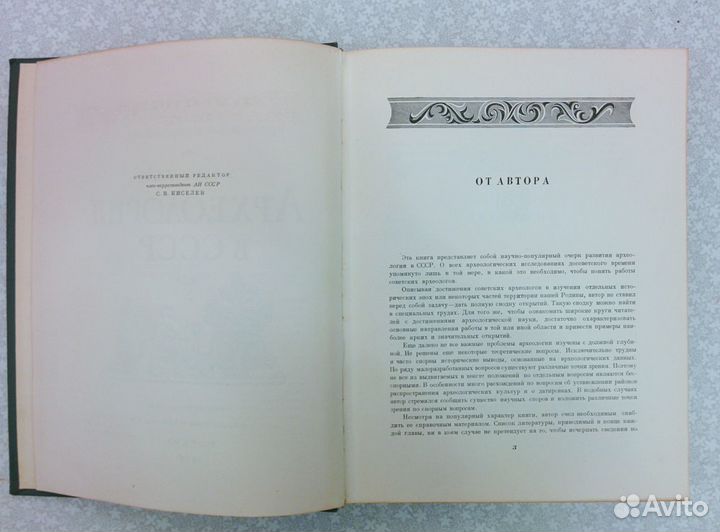 ОТВЕТСТВЕННЫЙ РЕДАКТОР
член-корреспондент АН СССР
С. В. КИСЕЛЕВ
АРХЕОЛОГИЯ
СССР
ОТ АВТОРА
Эта книга представляет собой научно-популярный очерк развития архео-
логии в СССР. О всех археологических исследованиях досоветского времени
упомянуто лишь в той мере, в какой это необходимо, чтобы понять работы
советских археологов.
Описывая достижения советских археологов в изучении отдельных исто-
рических эпох или некоторых частей территории нашей Родины, автор не ставил
перед собой задачу—дать полную сводку открытий. Такую сводку можно найти
в специальных трудах. Для того же, чтобы ознакомить широкие круги читате-
лей с достижениями археологической науки, достаточно охарактеризовать
основные направления работы в той или иной области и привести примеры наи-
более ярких и значительных открытий.
Еще далеко не все важные проблемы археологии изучены с должной глуби-
ной. Не решены еще некоторые теоретические вопросы. Исключительно трудны
и часто спорны исторические выводы, основанные на археологических данных.
По ряду малоразработанных вопросов существуют различные точки зрения. Поэтому
не все из выдвигаемых в книге положений по отдельным вопросам являются бес-
спорными. В особенности много расхождений по вопросам об установлении районов
распространения археологических культур и о датировках. В подобных случаях
автор стремился сообщить существо научных споров и изложить различные точки
зрения по спорным вопросам.
Несмотря на популярный характер книги, автор счел необходимым снаб-
дить ее справочным материалом. Список литературы, приводимый в конце каж-
дой главы, ни в коем случае не претендует на то, чтобы исчерпать сведения по
3
Avito